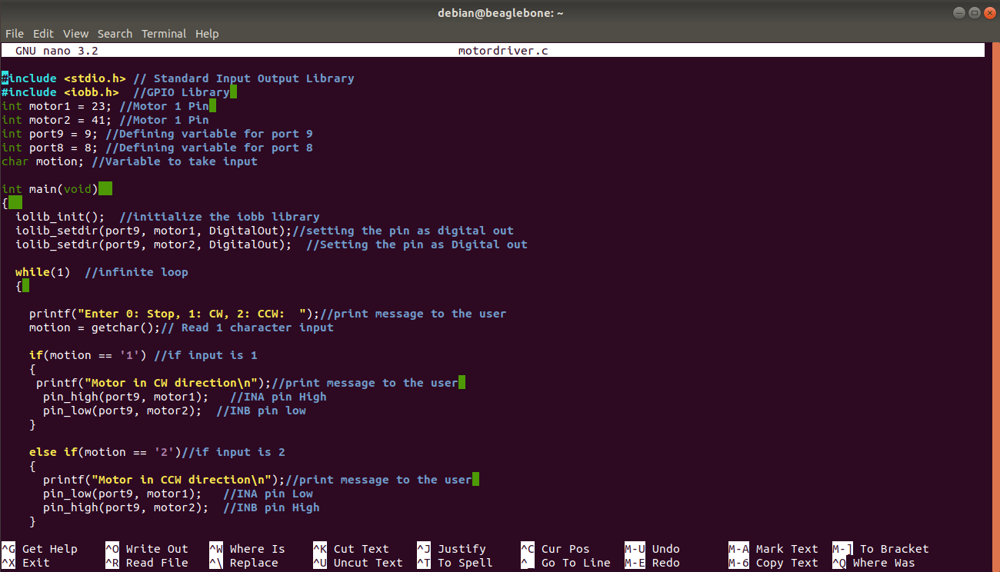 debian@beaglebone: ~
File Edit View Search Terminal Help
GNU nano 3.2 motordriver.c
#include <stdio.h> // Standard Input Output Library
#include <iobb.h>  //GPIO Library
int motor1 = 23; //Motor 1 Pin
int motor2 = 41; //Motor 1 Pin
int port9 = 9; //Defining variable for port 9
int port8 = 8; //Defining variable for port 8
char motion; //Variable to take input
int main(void)
{
  iolib_init();  //initialize the iobb library
  iolib_setdir(port9, motor1, DigitalOut);//setting the pin as digital out
  iolib_setdir(port9, motor2, DigitalOut);  //Setting the pin as Digital out
  while(1)  //infinite loop
  {
    printf("Enter 0: Stop, 1: CW, 2: CCW:  ");//print message to the user
    motion = getchar();// Read 1 character input
    if(motion == '1') //if input is 1
    {
     printf("Motor in CW direction\n");//print message to the user
      pin_high(port9, motor1);   //INA pin High
      pin_low(port9, motor2);  //INB pin low
    }
    else if(motion == '2')//if input is 2
    {
      printf("Motor in CCW direction\n");//print message to the user
      pin_low(port9, motor1);   //INA pin Low
      pin_high(port9, motor2);  //INB pin High
    }
^G Get Help ^O Write Out ^W Where Is ^K Cut Text ^J Justify ^C Cur Pos M-U Undo M-A Mark Text M-] To Bracket
^X Exit ^R Read File ^\ Replace ^U Uncut Text ^T To Spell ^_ Go To Line M-E Redo M-6 Copy Text ^Q Where Was